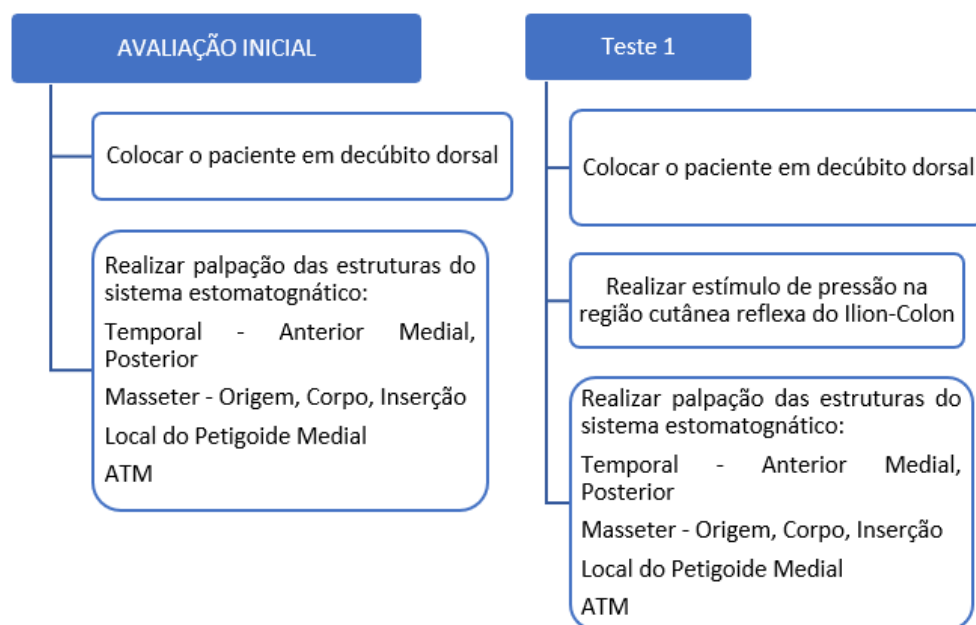 AVALIAÇÃO INICIAL
Colocar o paciente em decúbito dorsal
Realizar palpação das estruturas do
sistema estomatognático:
Temporal - Anterior Medial,
Posterior
Masseter - Origem, Corpo, Inserção
Local do Petigoide Medial
ATM
Teste 1
Colocar o paciente em decúbito dorsal
Realizar estímulo de pressão na
região cutânea reflexa do Ilion-Colon
Realizar palpação das estruturas do
sistema estomatognático:
Temporal - Anterior Medial,
Posterior
Masseter - Origem, Corpo, Inserção
Local do Petigoide Medial
ATM